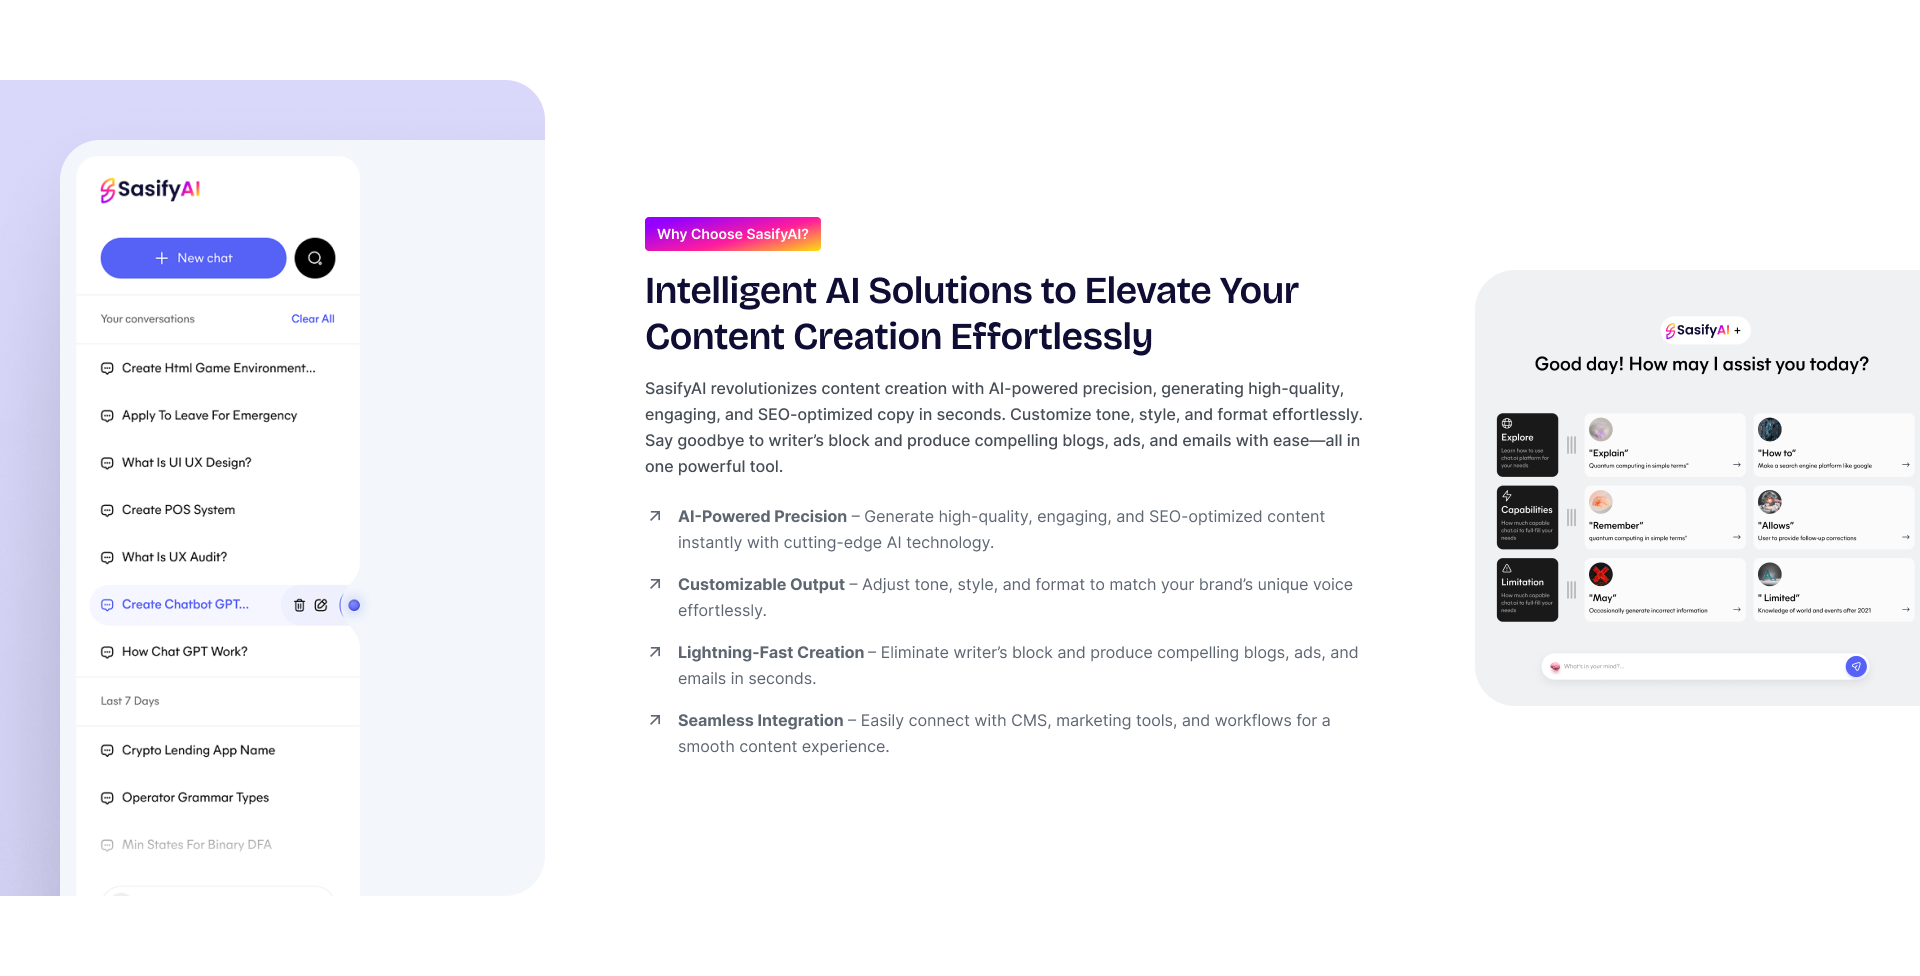 SasifyAI
New chat
Your conversations
Clear All
Create Html Game Environment...
Apply To Leave For Emergency
What Is UI UX Design?
Create POS System
What Is UX Audit?
Create Chatbot GPT...
How Chat GPT Work?
Last 7 Days
Crypto Lending App Name
Operator Grammar Types
Min States For Binary DFA
Why Choose SasifyAI?
Intelligent AI Solutions to Elevate Your
Content Creation Effortlessly
SasifyAI revolutionizes content creation with AI-powered precision, generating high-quality,
engaging, and SEO-optimized copy in seconds. Customize tone, style, and format effortlessly.
Say goodbye to writer’s block and produce compelling blogs, ads, and emails with ease—all in
one powerful tool.
AI-Powered Precision – Generate high-quality, engaging, and SEO-optimized content
instantly with cutting-edge AI technology.
Customizable Output – Adjust tone, style, and format to match your brand’s unique voice
effortlessly.
Lightning-Fast Creation – Eliminate writer’s block and produce compelling blogs, ads, and
emails in seconds.
Seamless Integration – Easily connect with CMS, marketing tools, and workflows for a
smooth content experience.
SasifyAI +
Good day! How may I assist you today?
Explore
Learn how to use
chat.ai platform for
your needs
"Explain"
Quantum computing in simple terms"
"How to"
Make a search engine platform like google
Capabilities
How much capable
chat.ai to full-fill your
needs
"Remember"
quantum computing in simple terms"
"Allows"
User to provide follow-up corrections
Limitation
How much capable
chat.ai to full-fill your
needs
"May"
Occasionally generate incorrect information
" Limited"
Knowledge of world and events after 2021
What's in your mind?...